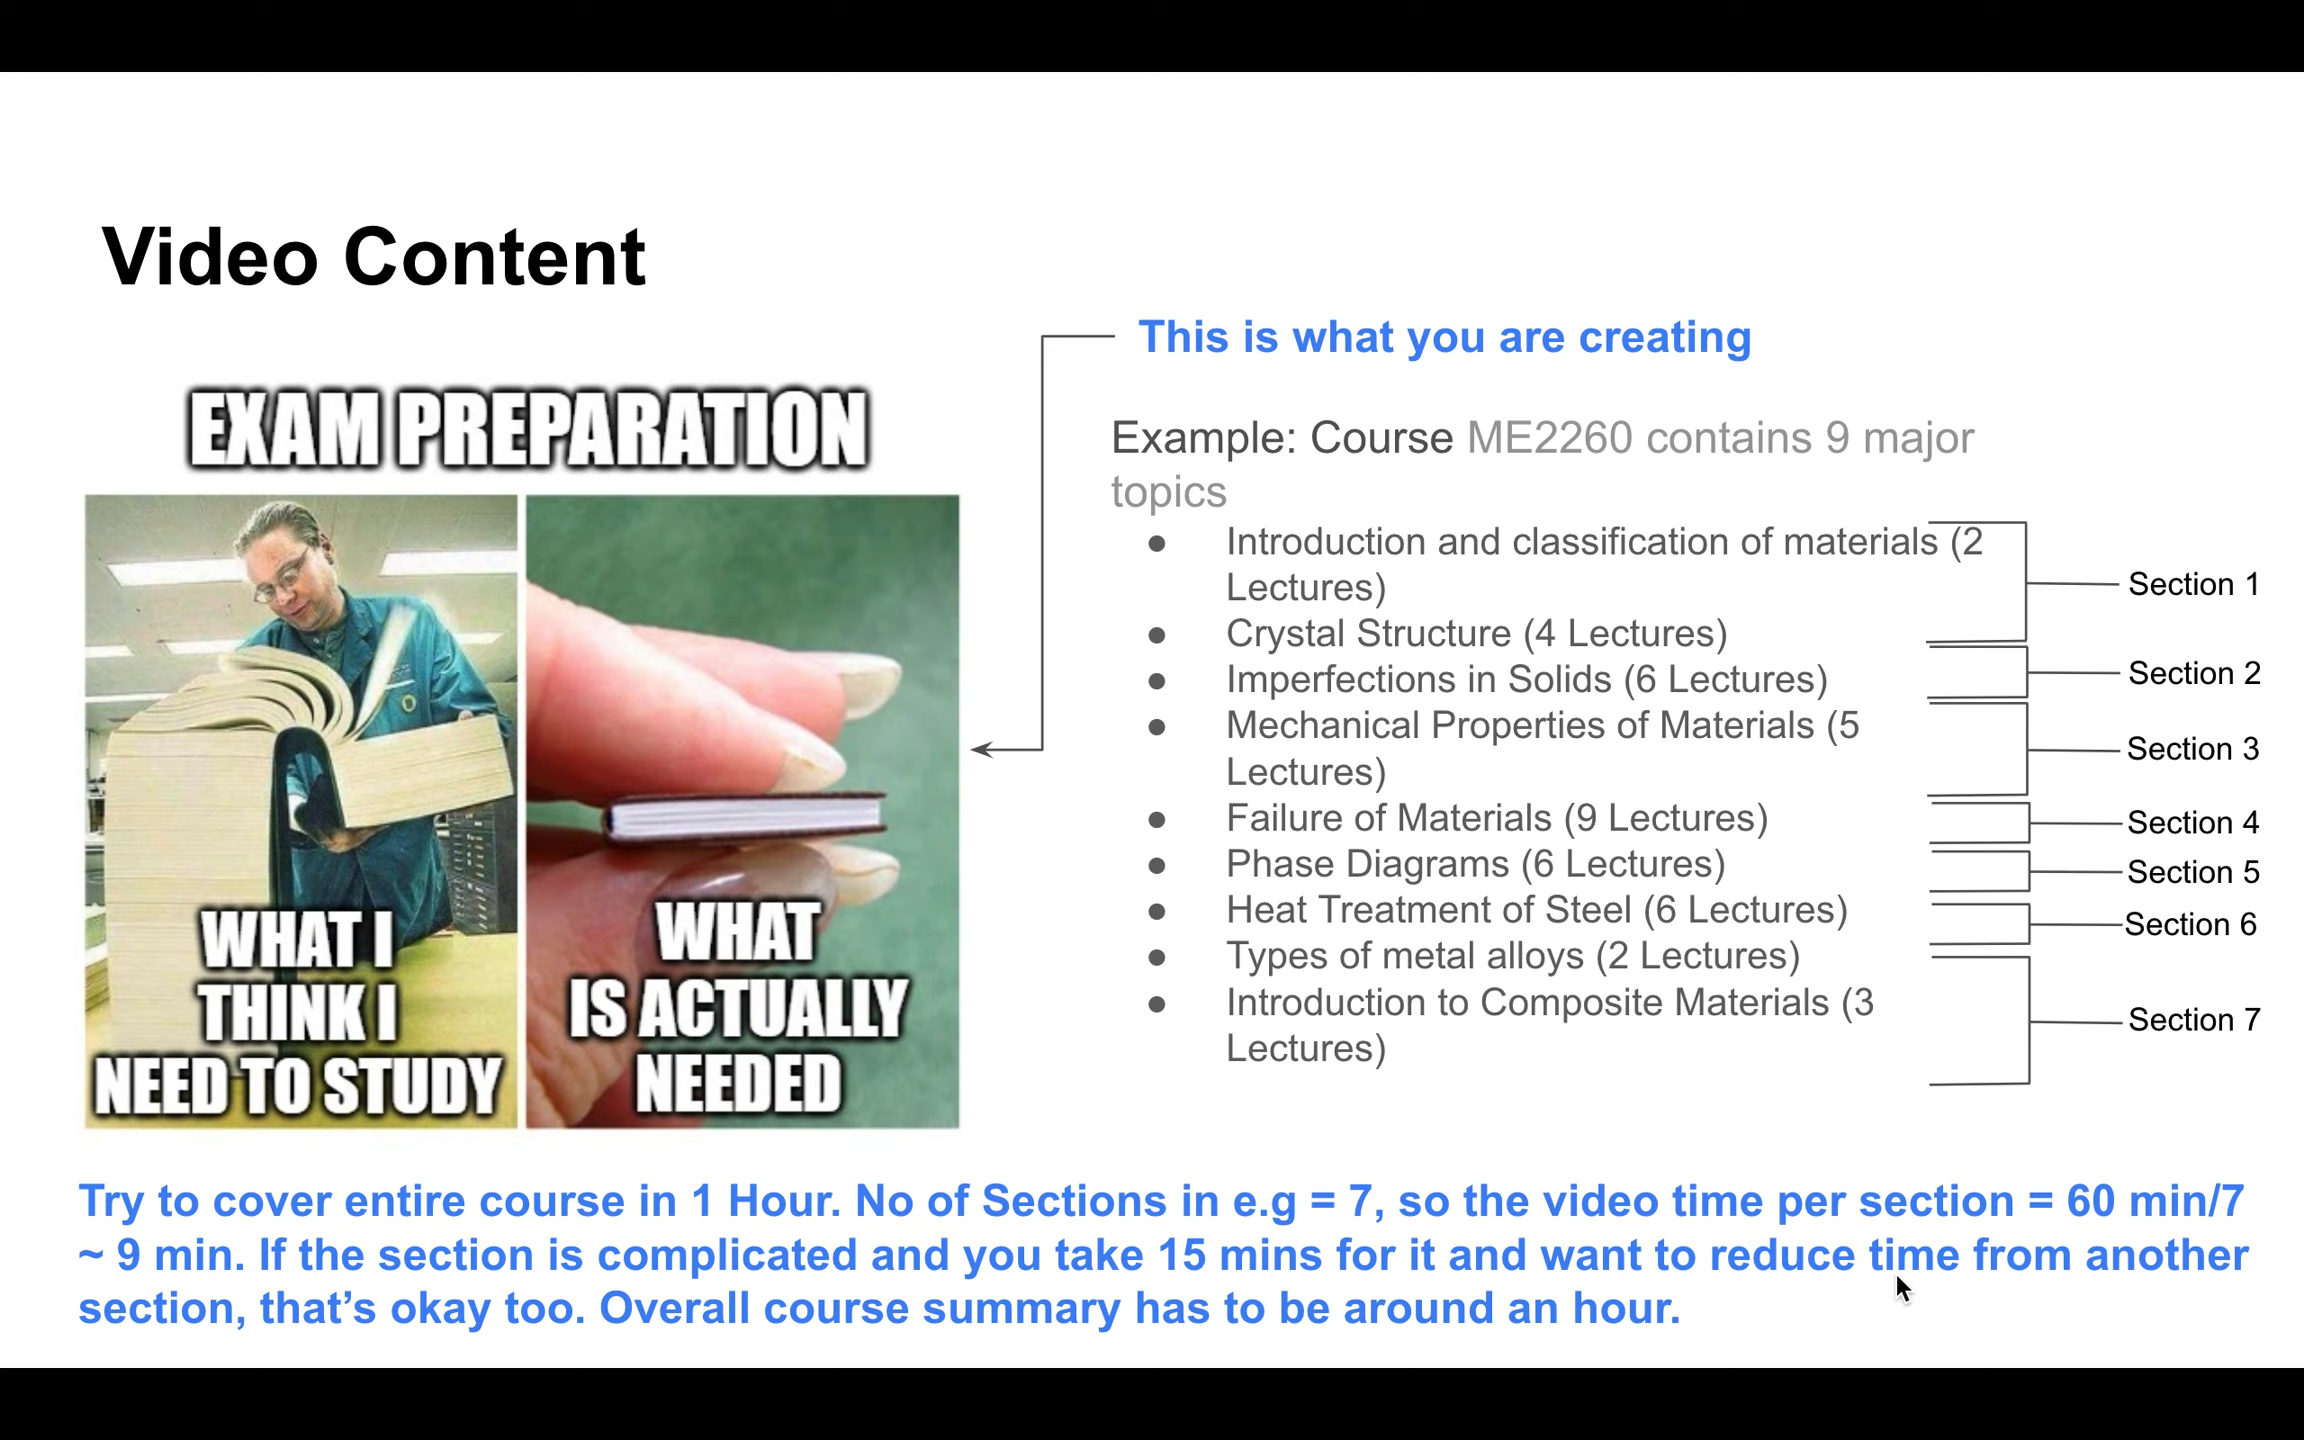 Video Content
This is what you are creating
EXAM PREPARATION
WHAT I
THINK I
NEED TO STUDY
WHAT
IS ACTUALLY
NEEDED
Example: Course ME2260 contains 9 major
topics
● Introduction and classification of materials (2
Lectures)
● Crystal Structure (4 Lectures)
● Imperfections in Solids (6 Lectures)
● Mechanical Properties of Materials (5
Lectures)
● Failure of Materials (9 Lectures)
● Phase Diagrams (6 Lectures)
● Heat Treatment of Steel (6 Lectures)
● Types of metal alloys (2 Lectures)
● Introduction to Composite Materials (3
Lectures)
Section 1
Section 2
Section 3
Section 4
Section 5
Section 6
Section 7
Try to cover entire course in 1 Hour. No of Sections in e.g = 7, so the video time per section = 60 min/7
~ 9 min. If the section is complicated and you take 15 mins for it and want to reduce time from another
section, that’s okay too. Overall course summary has to be around an hour.